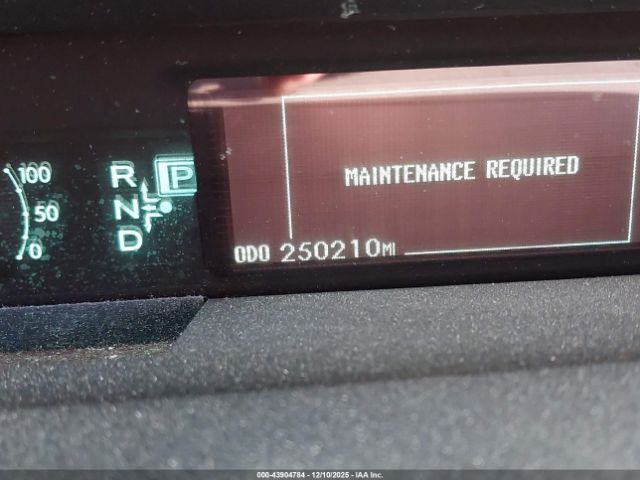 100
50
0
R
P
N
D
MAINTENANCE REQUIRED
ODO 250210MI
000-43904784 — 12/10/2025 — IAA Inc.